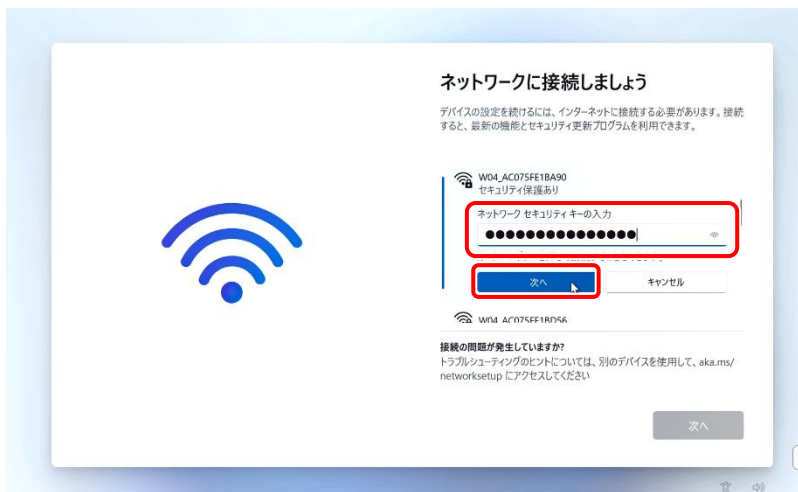 ネットワークに接続しましょう
デバイスの設定を続けるには、インターネットに接続する必要があります。接続
すると、最新の機能とセキュリティ更新プログラムを利用できます。
W04_AC075FE1BA90
セキュリティ保護あり
ネットワーク セキュリティ キーの入力
●●●●●●●●●●●●●●●
次へ
キャンセル
W04_AC075FE1BD56
接続の問題が発生していますか?
トラブルシューティングのヒントについては、別のデバイスを使用して、aka.ms/
networksetup にアクセスしてください
次へ